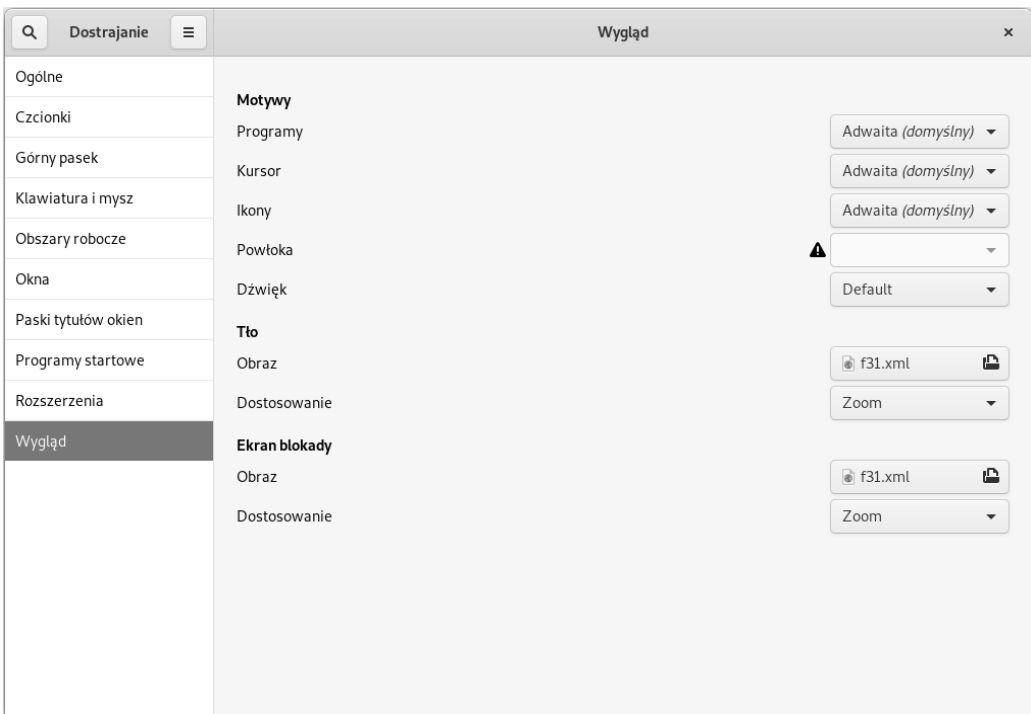 Dostrajanie
Wygląd
Ogólne
Czcionki
Górny pasek
Klawiatura i mysz
Obszary robocze
Okna
Paski tytułów okien
Programy startowe
Rozszerzenia
Wygląd
Motywy
Programy Adwaita (domyślny)
Kursor Adwaita (domyślny)
Ikony Adwaita (domyślny)
Powłoka
Dźwięk Default
Tło
Obraz f31.xml
Dostosowanie Zoom
Ekran blokady
Obraz f31.xml
Dostosowanie Zoom